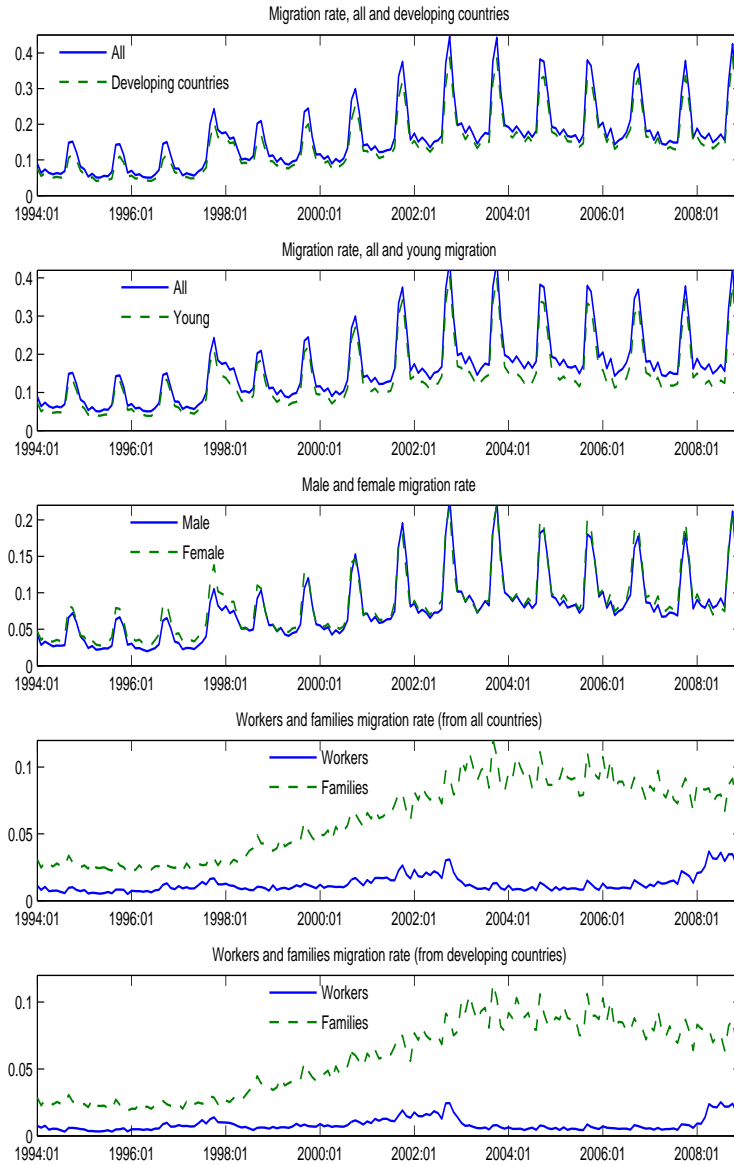 Migration rate, all and developing countries
0.4
0.3
0.2
0.1
0
All
Developing countries
1994:01 1996:01 1998:01 2000:01 2002:01 2004:01 2006:01 2008:01
Migration rate, all and young migration
0.4
0.3
0.2
0.1
0
All
Young
1994:01 1996:01 1998:01 2000:01 2002:01 2004:01 2006:01 2008:01
Male and female migration rate
0.2
0.15
0.1
0.05
0
Male
Female
1994:01 1996:01 1998:01 2000:01 2002:01 2004:01 2006:01 2008:01
Workers and families migration rate (from all countries)
0.1
0.05
0
Workers
Families
1994:01 1996:01 1998:01 2000:01 2002:01 2004:01 2006:01 2008:01
Workers and families migration rate (from developing countries)
0.1
0.05
0
Workers
Families
1994:01 1996:01 1998:01 2000:01 2002:01 2004:01 2006:01 2008:01